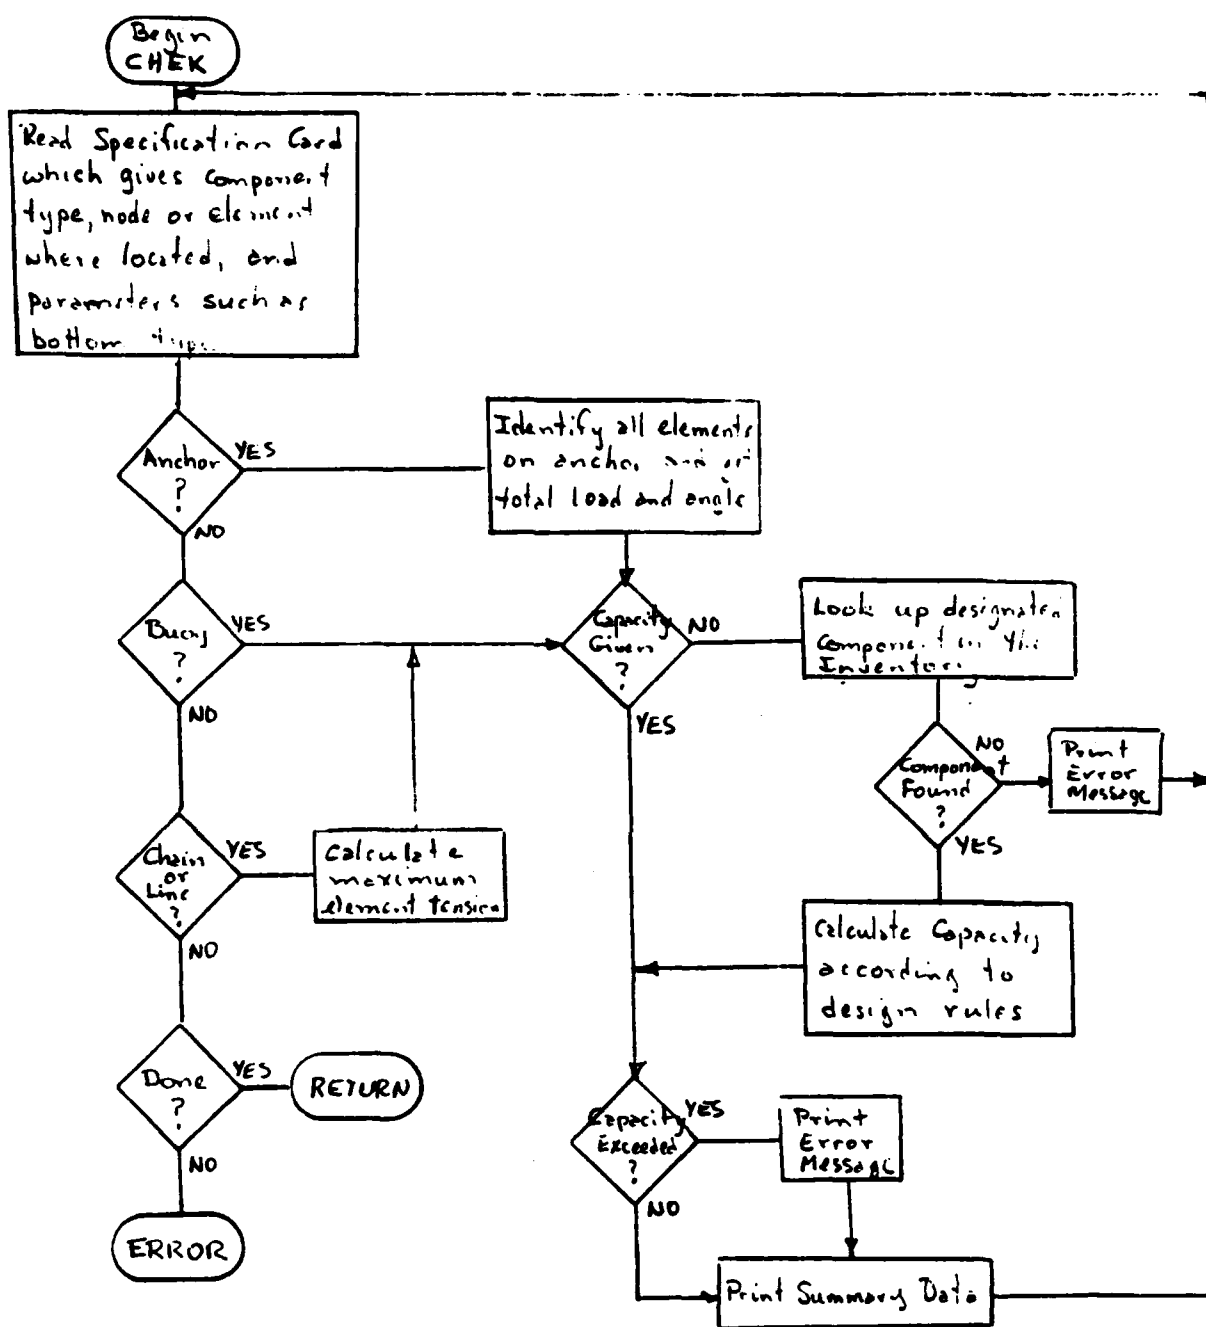 Begin
CHEK
Read Specification Card
which gives component
type, node or element
where located, and
parameters such as
bottom type
Anchor
?
YES
NO
Identify all elements
on anchor and
total load and angle
Buoy
?
YES
NO
Capacity
Given
?
NO
YES
Look up designated
component in the
Inventory
Component
Found
?
NO
YES
Print
Error
Message
Chain
or
Line
?
YES
NO
Calculate
maximum
element tension
Calculate Capacity
according to
design rules
Done
?
YES
NO
RETURN
ERROR
Capacity
Exceeded
?
YES
NO
Print
Error
Message
Print Summary Data